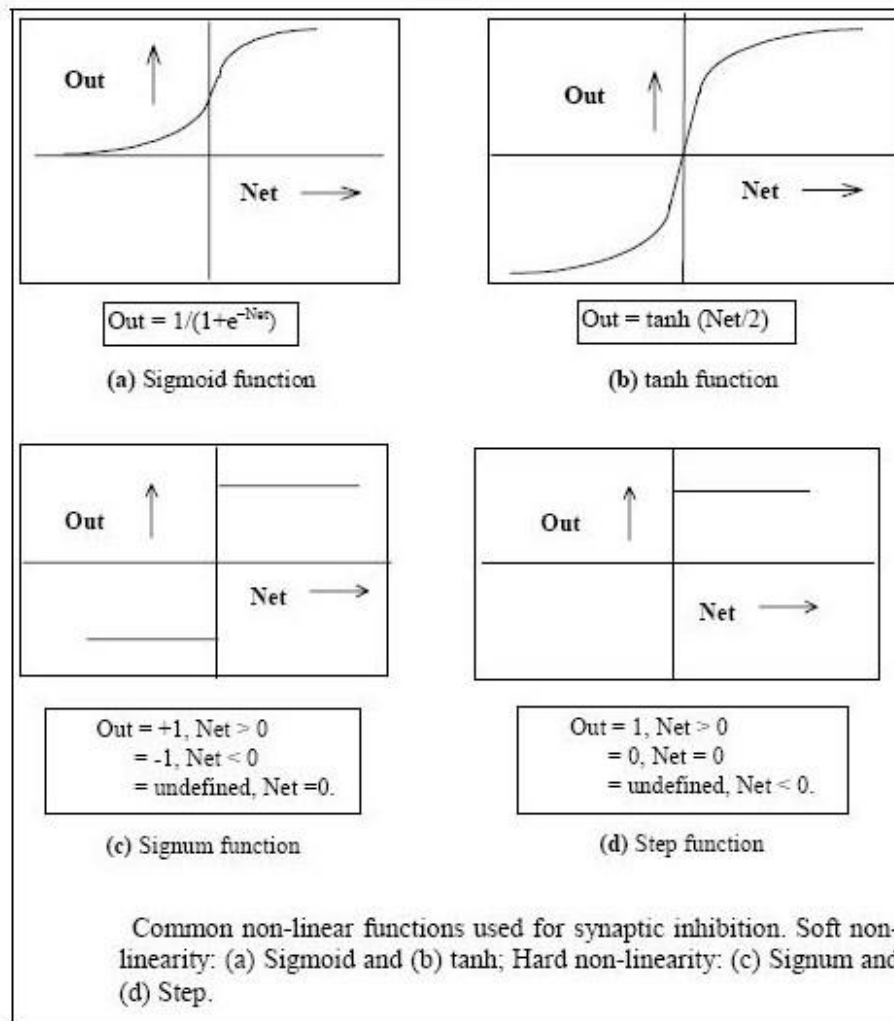 Out
Net
Out = 1/(1+e^–Net)
(a) Sigmoid function
Out
Net
Out = tanh (Net/2)
(b) tanh function
Out
Net
Out = +1, Net > 0
= -1, Net < 0
= undefined, Net =0.
(c) Signum function
Out
Net
Out = 1, Net > 0
= 0, Net = 0
= undefined, Net < 0.
(d) Step function
Common non-linear functions used for synaptic inhibition. Soft non-
linearity: (a) Sigmoid and (b) tanh; Hard non-linearity: (c) Signum and
(d) Step.